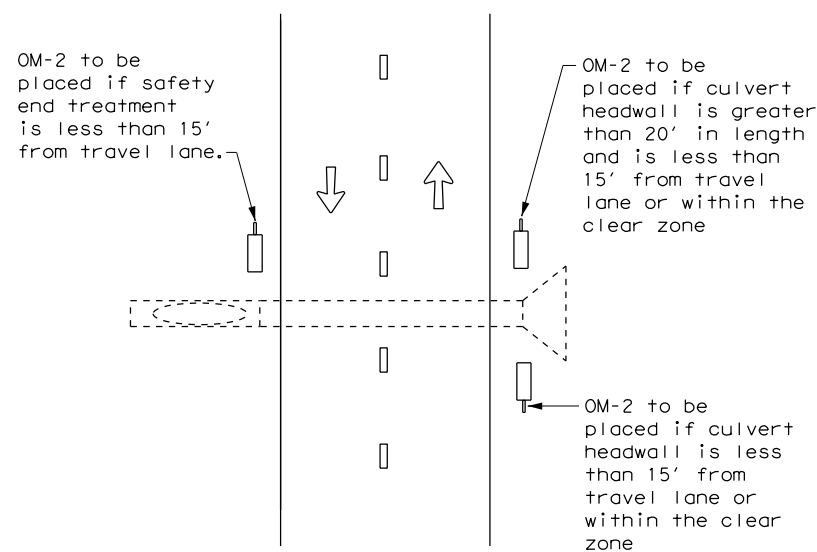 OM-2 to be
placed if safety
end treatment
is less than 15'
from travel lane.
OM-2 to be
placed if culvert
headwall is greater
than 20' in length
and is less than
15' from travel
lane or within the
clear zone
OM-2 to be
placed if culvert
headwall is less
than 15' from
travel lane or
within the clear
zone